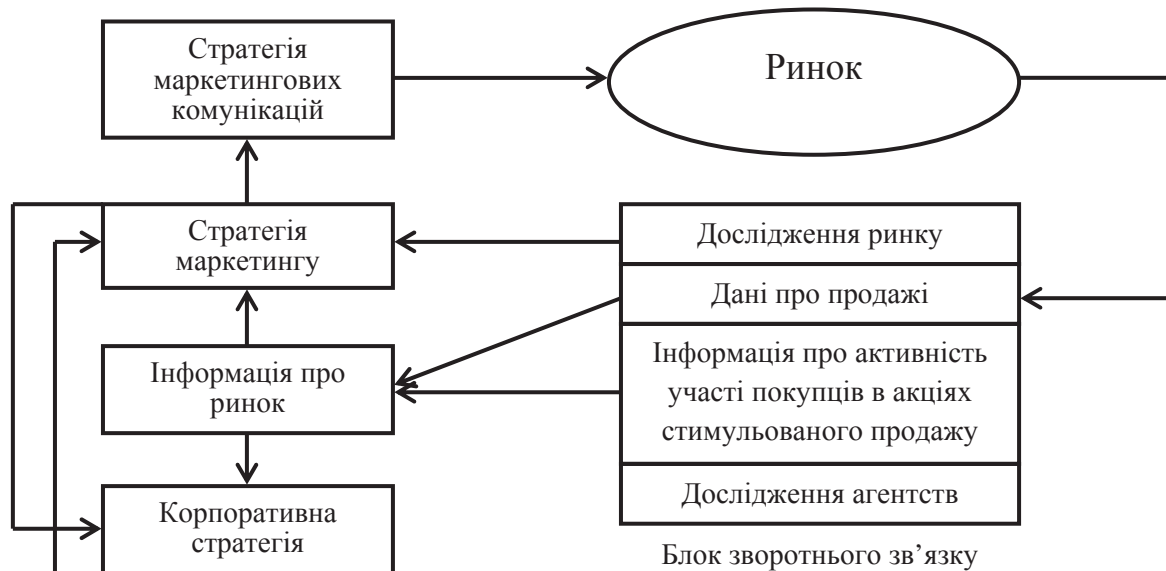 Стратегія
маркетингових
комунікацій
Ринок
Стратегія
маркетингу
Дослідження ринку
Дані про продажі
Інформація про
ринок
Інформація про активність
участі покупців в акціях
стимульованого продажу
Дослідження агентств
Корпоративна
стратегія
Блок зворотнього зв’язку